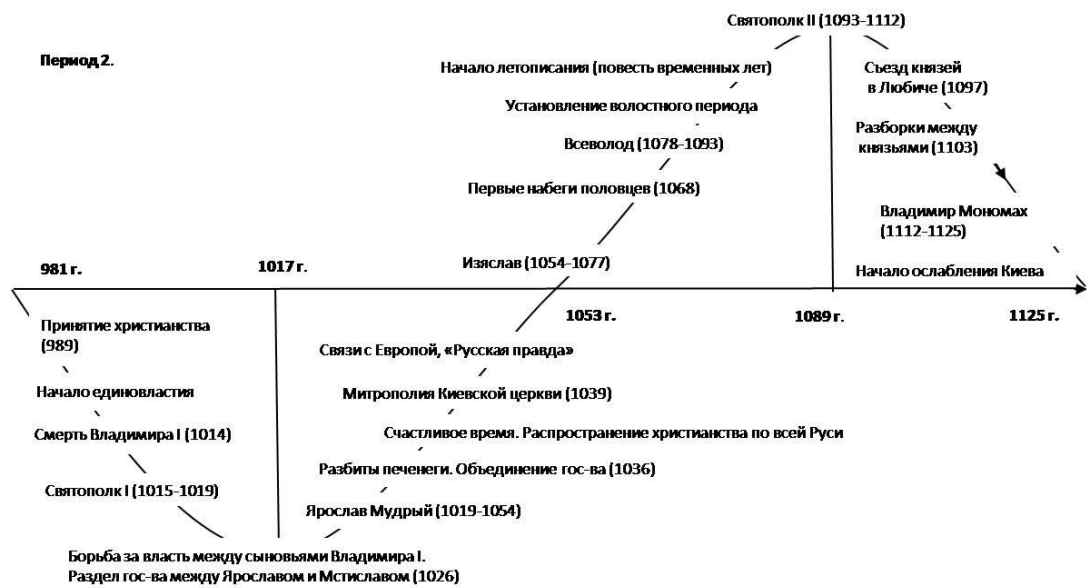 Период 2.
Святополк II (1093-1112)
Начало летописания (повесть временных лет)
Установление волостного периода
Всеволод (1078-1093)
Первые набеги половцев (1068)
Изяслав (1054-1077)
Съезд князей
в Любиче (1097)
Разборки между
князьями (1103)
Владимир Мономах
(1112-1125)
Начало ослабления Киева
981 г.
1017 г.
1053 г.
1089 г.
1125 г.
Принятие христианства
(989)
Начало единовластия
Смерть Владимира I (1014)
Святополк I (1015-1019)
Борьба за власть между сыновьями Владимира I.
Раздел гос-ва между Ярославом и Мстиславом (1026)
Связи с Европой, «Русская правда»
Митрополия Киевской церкви (1039)
Счастливое время. Распространение христианства по всей Руси
Разбиты печенеги. Объединение гос-ва (1036)
Ярослав Мудрый (1019-1054)